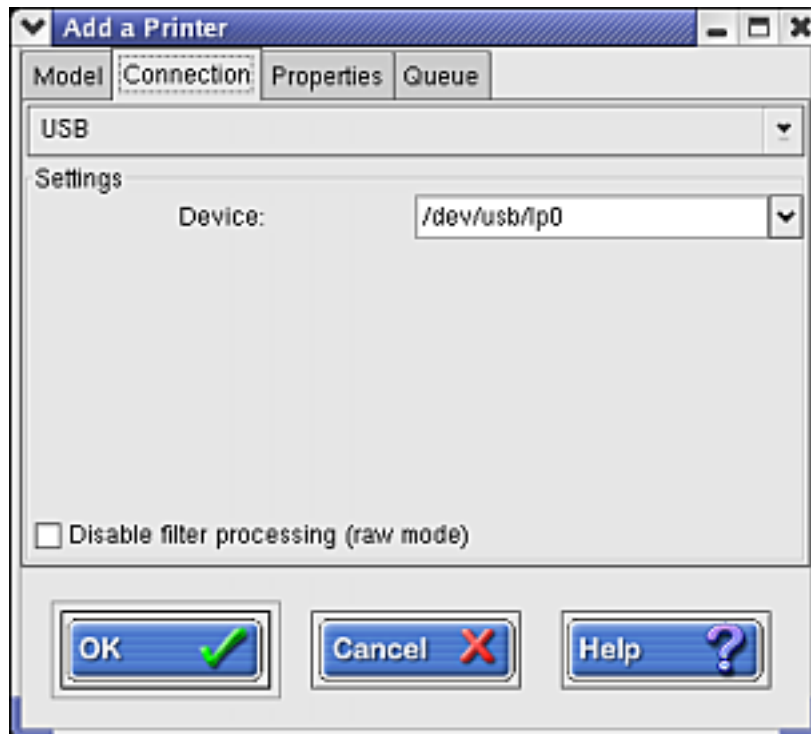 Add a Printer
Model Connection Properties Queue
USB
Settings
Device: /dev/usb/lp0
Disable filter processing (raw mode)
OK Cancel Help